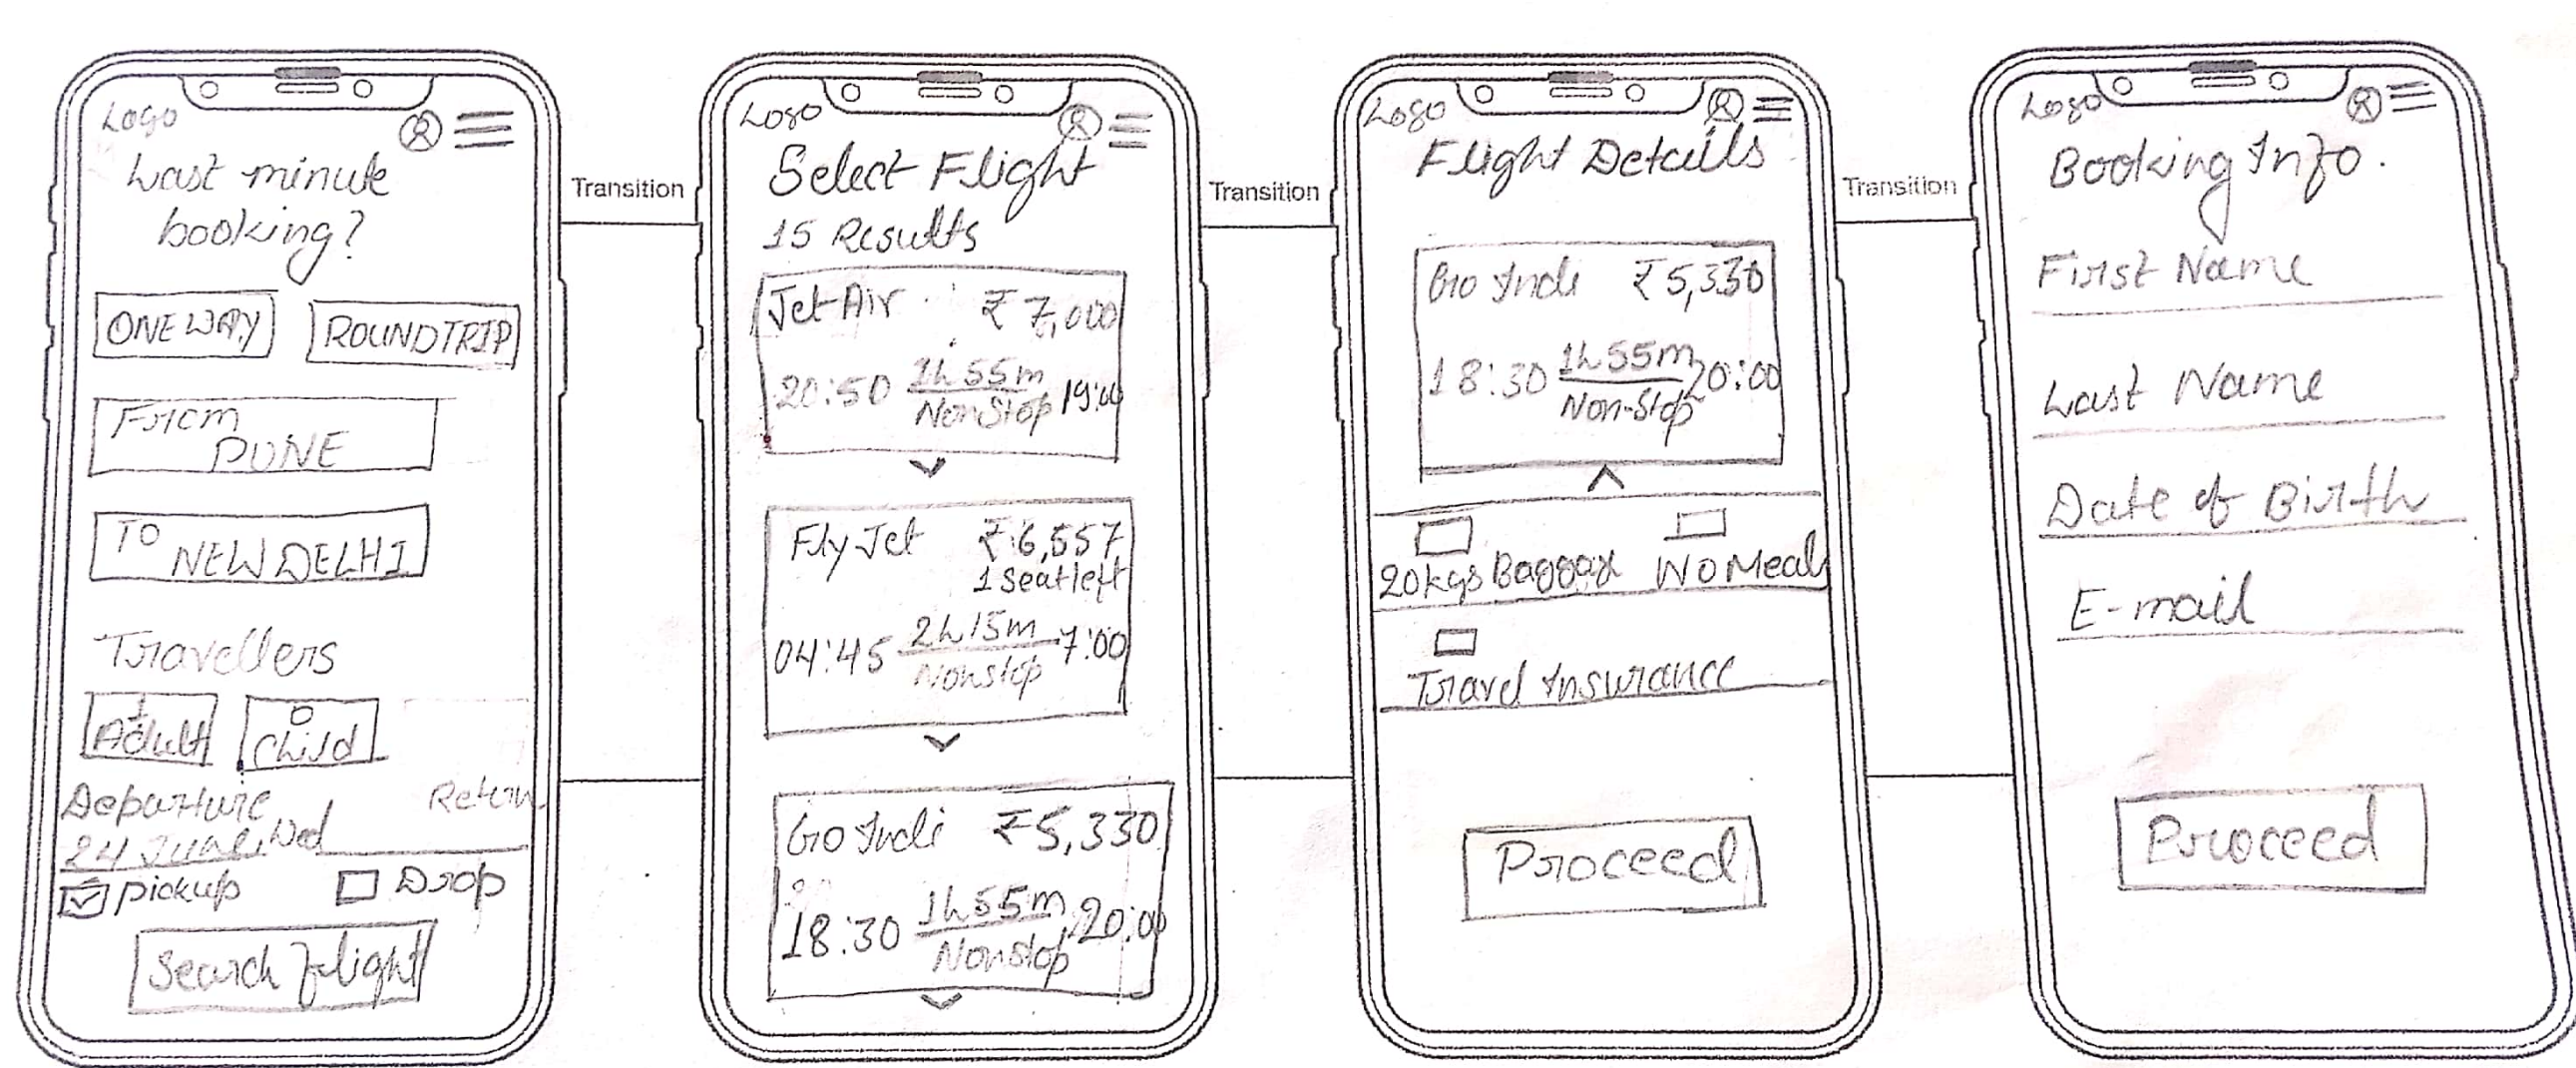 Logo
Last minute
booking?
ONE WAY
ROUNDTRIP
From
PUNE
TO
NEW DELHI
Travellers
1
Adult
0
Child
Departure
Return
24 June, Wed
Pickup
Drop
Search flight
Transition
Logo
Select Flight
15 Results
Jet Air ₹ 7,000
20:50 1h 55m 19:00
NonStop
Fly Jet ₹ 6,557
1 Seat left
04:45 2h 15m 7:00
Nonstop
Go Indi ₹5,330
18:30 1h 55m 20:00
Nonstop
Transition
Logo
Flight Details
Go Indi ₹5,330
18:30 1h 55m 20:00
Non-Stop
20kgs
No Meal
Travel Insurance
Proceed
Transition
Logo
Booking Info.
First Name
Last Name
Date of Birth
E-mail
Proceed